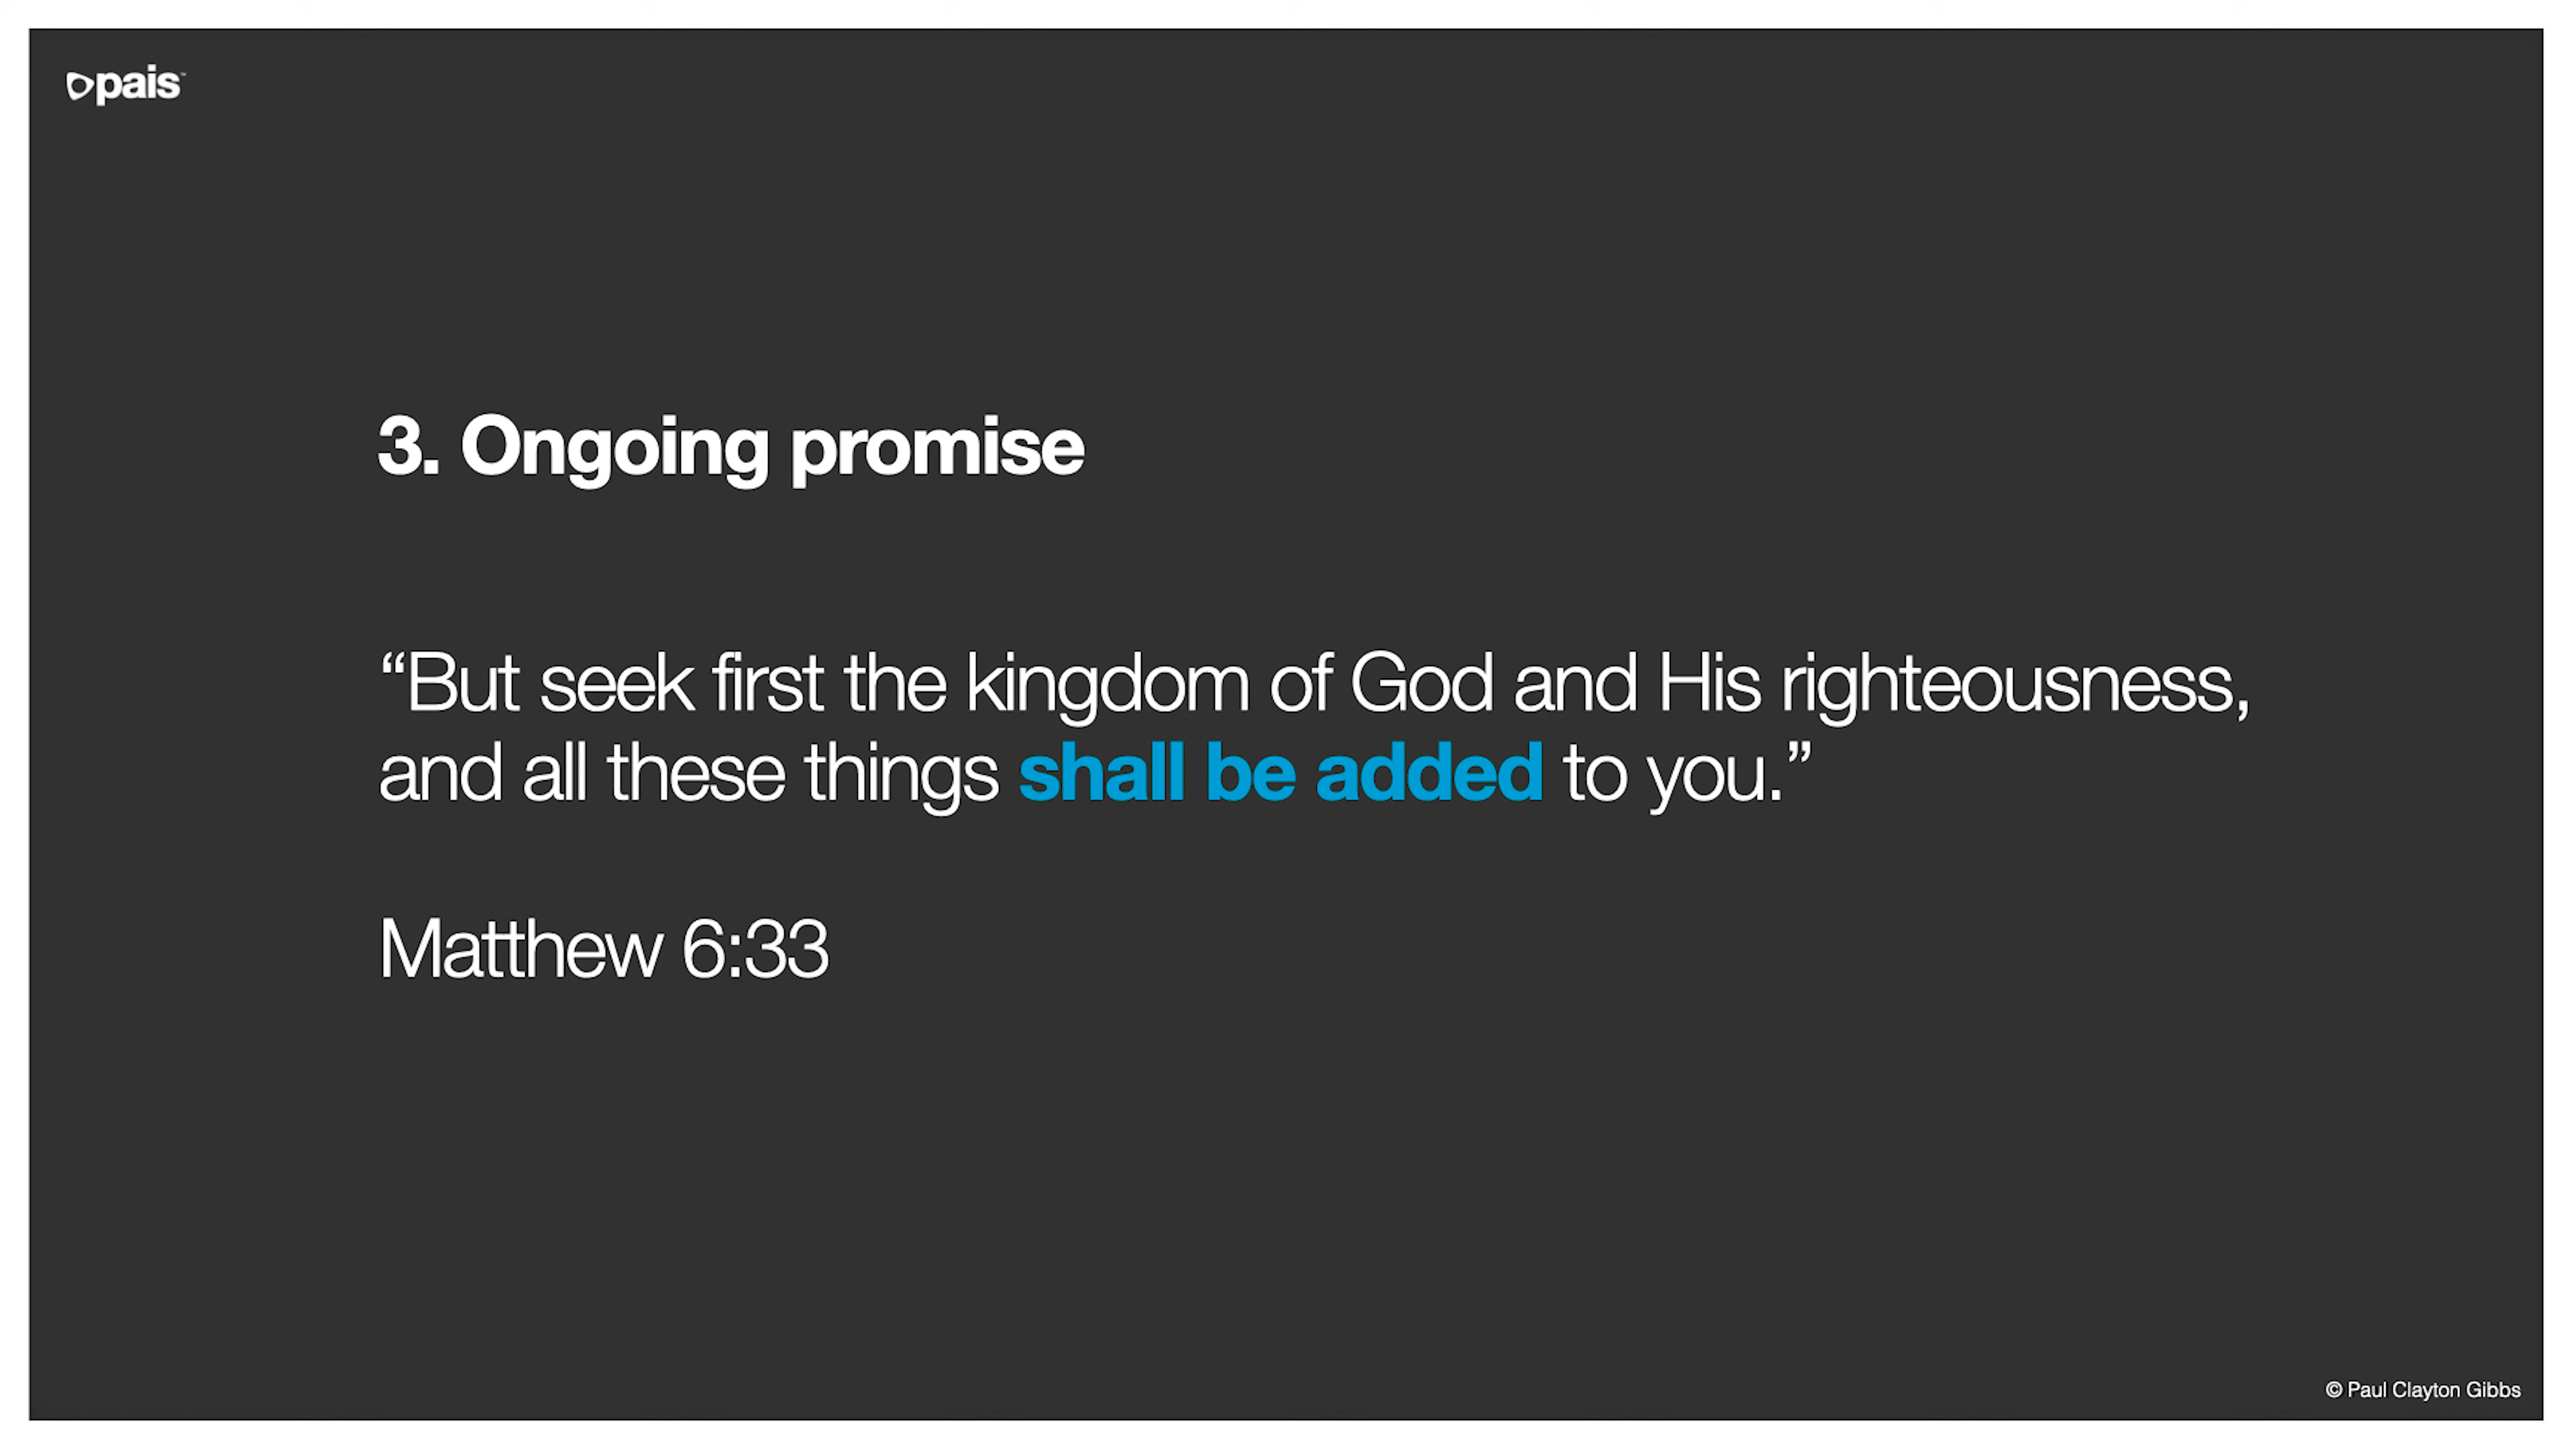 pais™
3. Ongoing promise
“But seek first the kingdom of God and His righteousness,
and all these things shall be added to you.”
Matthew 6:33
© Paul Clayton Gibbs